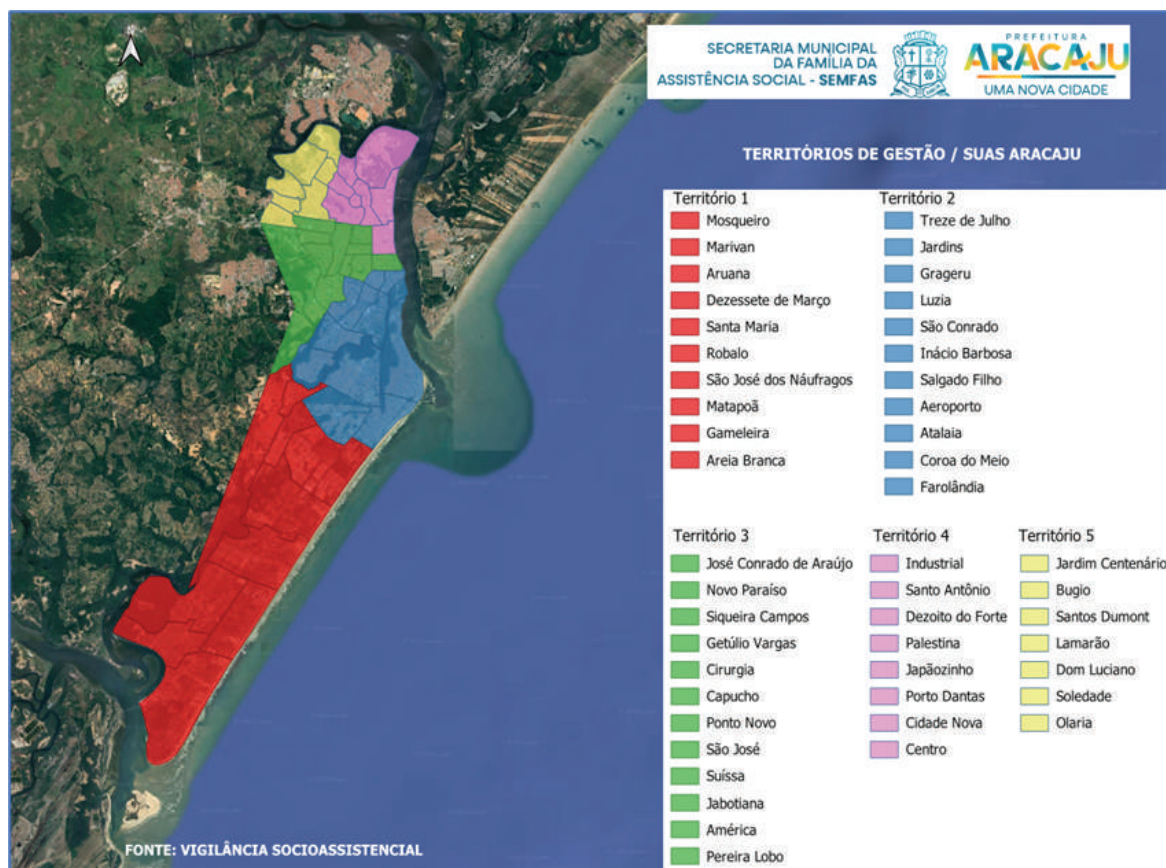 SECRETARIA MUNICIPAL
DA FAMÍLIA DA
ASSISTÊNCIA SOCIAL - SEMFAS
PREFEITURA
ARACAJU
UMA NOVA CIDADE
TERRITÓRIOS DE GESTÃO / SUAS ARACAJU
Território 1
Mosqueiro
Marivan
Aruana
Dezessete de Março
Santa Maria
Robalo
São José dos Náufragos
Matapoã
Gameleira
Areia Branca
Território 2
Treze de Julho
Jardins
Grageru
Luzia
São Conrado
Inácio Barbosa
Salgado Filho
Aeroporto
Atalaia
Coroa do Meio
Farolândia
Território 3
José Conrado de Araújo
Novo Paraíso
Siqueira Campos
Getúlio Vargas
Cirurgia
Capucho
Ponto Novo
São José
Suíssa
Jabotiana
América
Pereira Lobo
Território 4
Industrial
Santo Antônio
Dezoito do Forte
Palestina
Japãozinho
Porto Dantas
Cidade Nova
Centro
Território 5
Jardim Centenário
Bugio
Santos Dumont
Lamarão
Dom Luciano
Soledade
Olaria
FONTE: VIGILÂNCIA SOCIOASSISTENCIAL